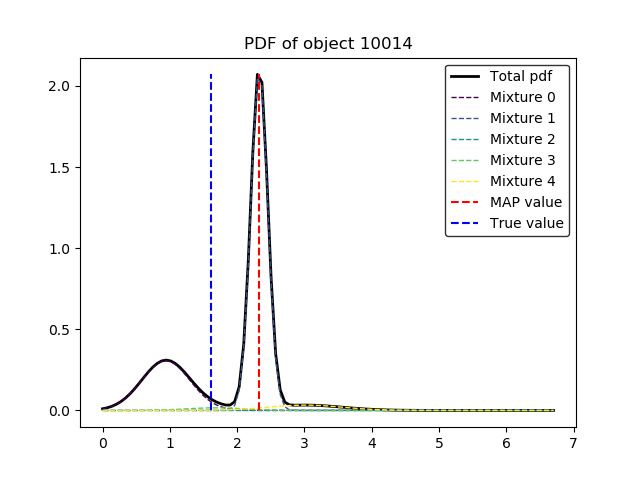 PDF of object 10014
Total pdf
Mixture 0
Mixture 1
Mixture 2
Mixture 3
Mixture 4
MAP value
True value
2.0
1.5
1.0
0.5
0.0
0 1 2 3 4 5 6 7